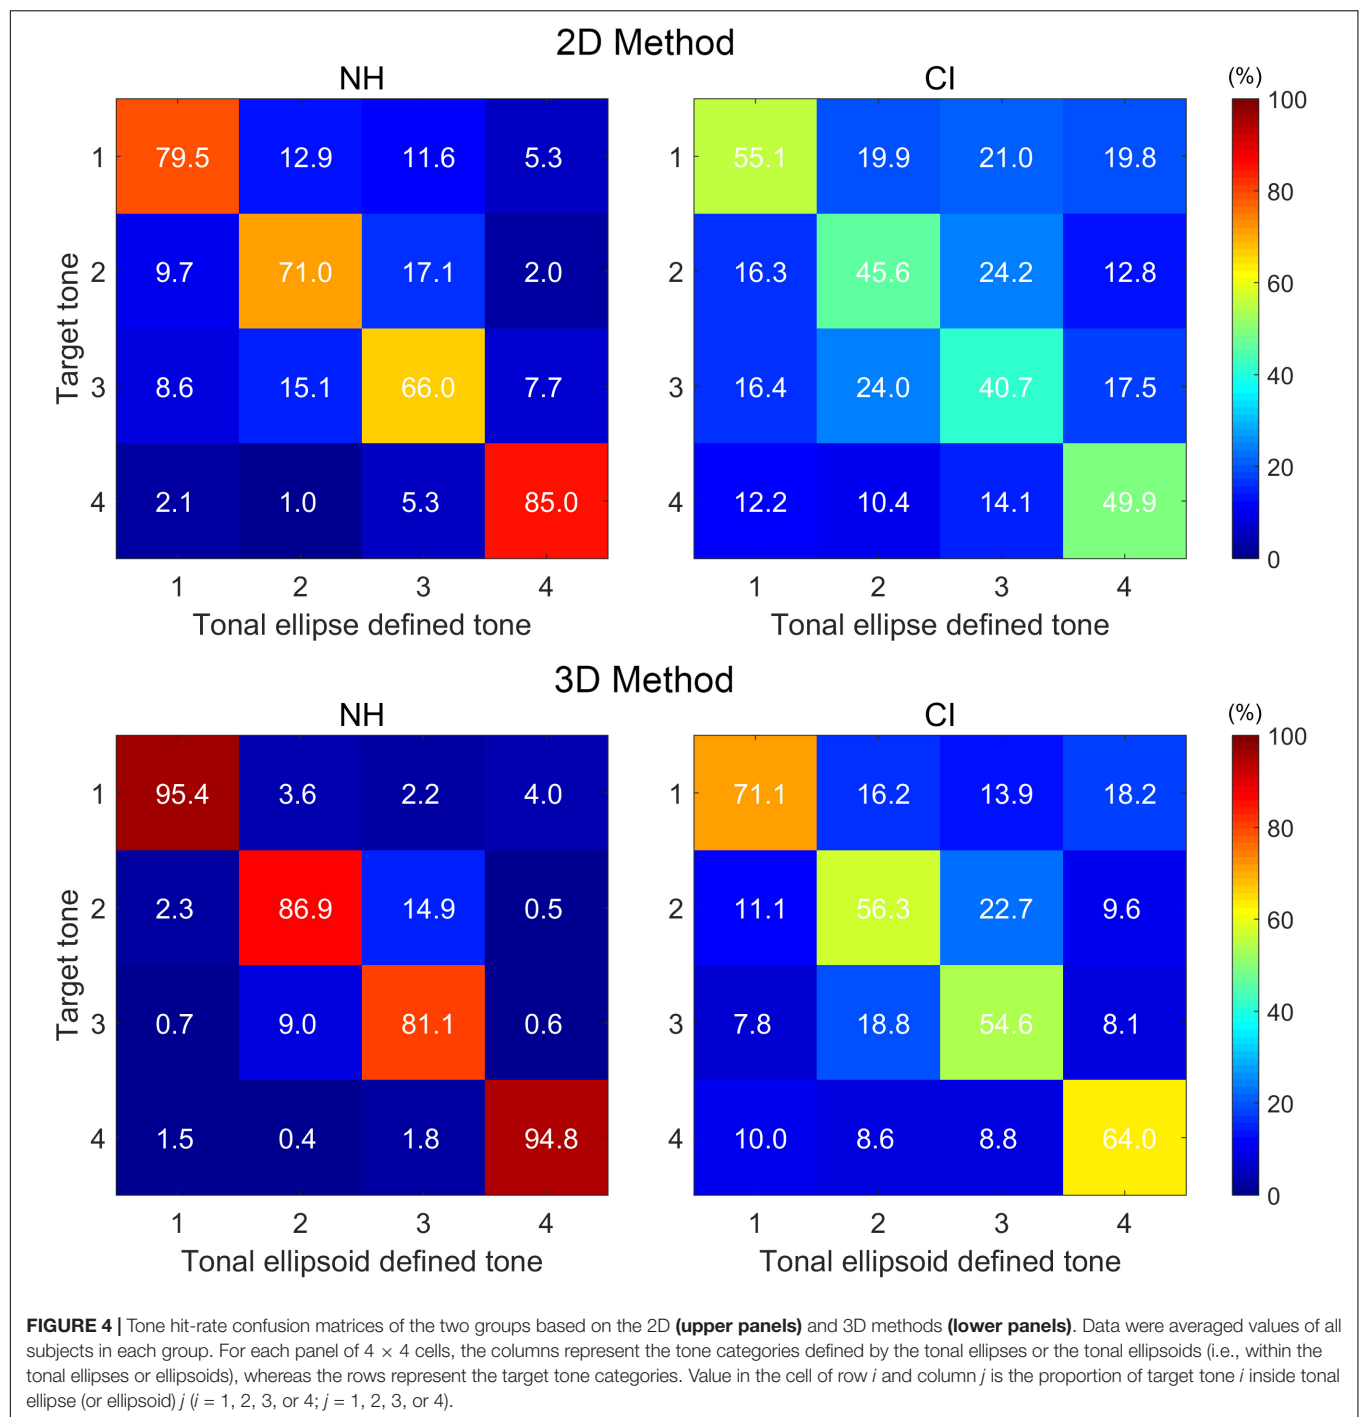 2D Method
NH
CI
(%)
1 79.5 12.9 11.6 5.3
2 9.7 71.0 17.1 2.0
3 8.6 15.1 66.0 7.7
4 2.1 1.0 5.3 85.0
1 2 3 4
Target tone
Tonal ellipse defined tone
1 55.1 19.9 21.0 19.8
2 16.3 45.6 24.2 12.8
3 16.4 24.0 40.7 17.5
4 12.2 10.4 14.1 49.9
1 2 3 4
Tonal ellipse defined tone
100
80
60
40
20
0
3D Method
NH
CI
(%)
1 95.4 3.6 2.2 4.0
2 2.3 86.9 14.9 0.5
3 0.7 9.0 81.1 0.6
4 1.5 0.4 1.8 94.8
1 2 3 4
Target tone
Tonal ellipsoid defined tone
1 71.1 16.2 13.9 18.2
2 11.1 56.3 22.7 9.6
3 7.8 18.8 54.6 8.1
4 10.0 8.6 8.8 64.0
1 2 3 4
Tonal ellipsoid defined tone
100
80
60
40
20
0
FIGURE 4 | Tone hit-rate confusion matrices of the two groups based on the 2D (upper panels) and 3D methods (lower panels). Data were averaged values of all
subjects in each group. For each panel of 4 × 4 cells, the columns represent the tone categories defined by the tonal ellipses or the tonal ellipsoids (i.e., within the
tonal ellipses or ellipsoids), whereas the rows represent the target tone categories. Value in the cell of row i and column j is the proportion of target tone i inside tonal
ellipse (or ellipsoid) j (i = 1, 2, 3, or 4; j = 1, 2, 3, or 4).